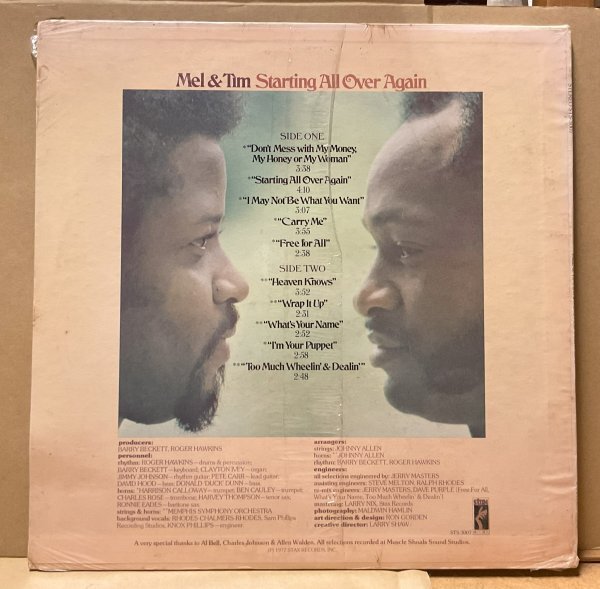 Mel & Tim Starting All Over Again
SIDE ONE
*"Don't Mess with My Money,
My Honey or My Woman"
3:38
*"Starting All Over Again"
4:10
*"I May Not Be What You Want"
3:07
*"Carry Me"
3:55
*"Free for All"
2:38
SIDE TWO
**"Heaven Knows"
3:52
**"Wrap It Up"
2:31
**"What's Your Name"
2:52
*"I'm Your Puppet"
2:58
**"Too Much Wheelin' & Dealin'"
2:48
producers:
BARRY BECKETT, ROGER HAWKINS
personnel:
rhythm: ROGER HAWKINS—drums & percussion;
BARRY BECKETT—keyboard; CLAYTON IVEY—organ;
JIMMY JOHNSON—rhythm guitar; PETE CARR—lead guitar;
DAVID HOOD—bass; DONALD 'DUCK' DUNN—bass.
horns: *HARRISON CALLOWAY—trumpet; BEN CAULEY—trumpet;
CHARLES ROSE—trombone; HARVEY THOMPSON—tenor sax;
RONNIE EADES—baritone sax.
strings & horns: **MEMPHIS SYMPHONY ORCHESTRA
background vocals: RHODES CHALMERS RHODES, Sam Phillips
Recording Studios, KNOX PHILLIPS—engineer
arrangers:
strings: JOHNNY ALLEN
horns: **JOHNNY ALLEN
rhythm: BARRY BECKETT, ROGER HAWKINS
engineers:
all selections engineered by: JERRY MASTERS
assisting engineers: STEVE MELTON, RALPH RHODES
re-mix engineers: JERRY MASTERS, DAVE PURPLE (Free For All,
What's Your Name, Too Much Wheelin' & Dealin')
mastering: LARRY NIX, Stax Records
photography: MALDWIN HAMLIN
art direction & design: RON GORDEN
creative director: LARRY SHAW
STS-3007
A very special thanks to Al Bell, Charles Johnson & Allen Walden. All selections recorded at Muscle Shoals Sound Studios.
1972 STAX RECORDS, INC.